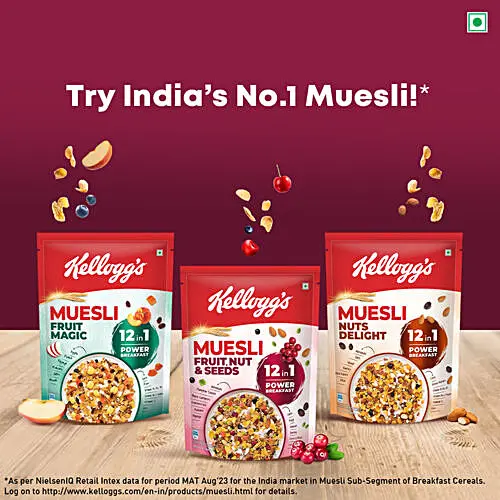 Try India's No.1 Muesli!*
Kellogg's
MUESLI
FRUIT
MAGIC
12 in 1
POWER
BREAKFAST
Kellogg's
MUESLI
FRUIT, NUT
& SEEDS
12 in 1
POWER
BREAKFAST
Kellogg's
MUESLI
NUTS
DELIGHT
12 in 1
POWER
BREAKFAST
*As per NielsenIQ Retail Intex data for period MAT Aug'23 for the India market in Muesli Sub-Segment of Breakfast Cereals.
Log on to http://www.kelloggs.com/en-in/products/muesli.html for details.